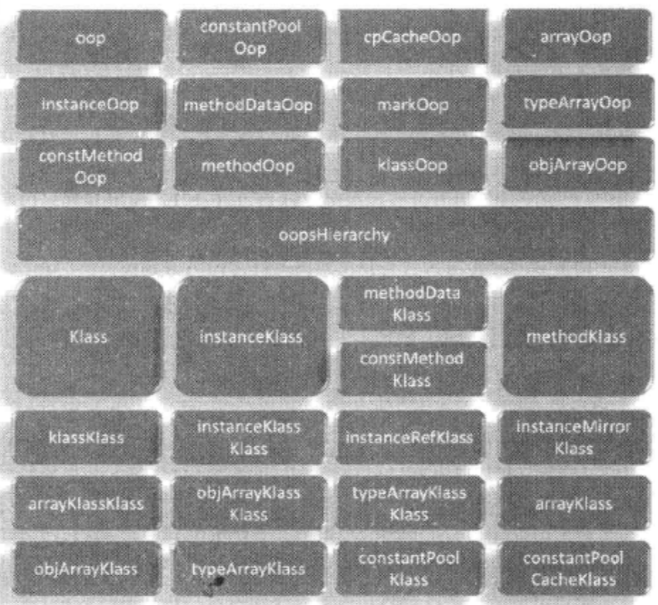 oop
constantPool
Oop
cpCacheOop
arrayOop
instanceOop
methodDataOop
markOop
typeArrayOop
constMethod
Oop
methodOop
klassOop
objArrayOop
oopsHierarchy
Klass
instanceKlass
methodData
Klass
constMethod
Klass
methodKlass
klassKlass
instanceKlass
Klass
instanceRefKlass
instanceMirror
Klass
arrayKlassKlass
objArrayKlass
Klass
typeArrayKlass
Klass
arrayKlass
objArrayKlass
typeArrayKlass
constantPool
Klass
constantPool
CacheKlass